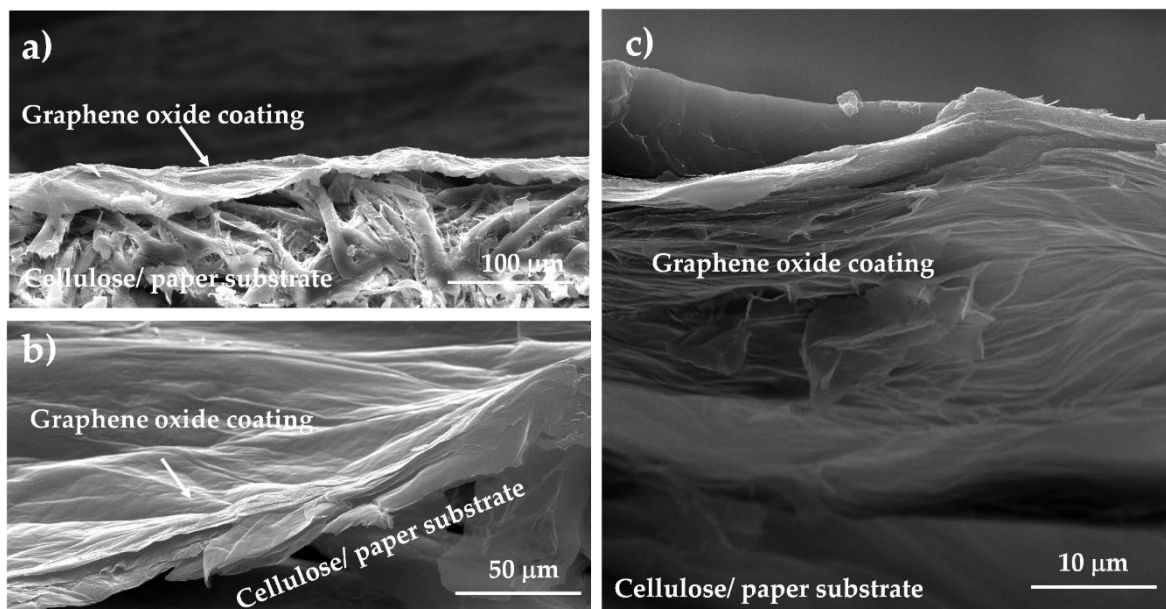 a)
Graphene oxide coating
Cellulose/ paper substrate
100 μm
b)
Graphene oxide coating
Cellulose/ paper substrate
50 μm
c)
Graphene oxide coating
Cellulose/ paper substrate
10 μm